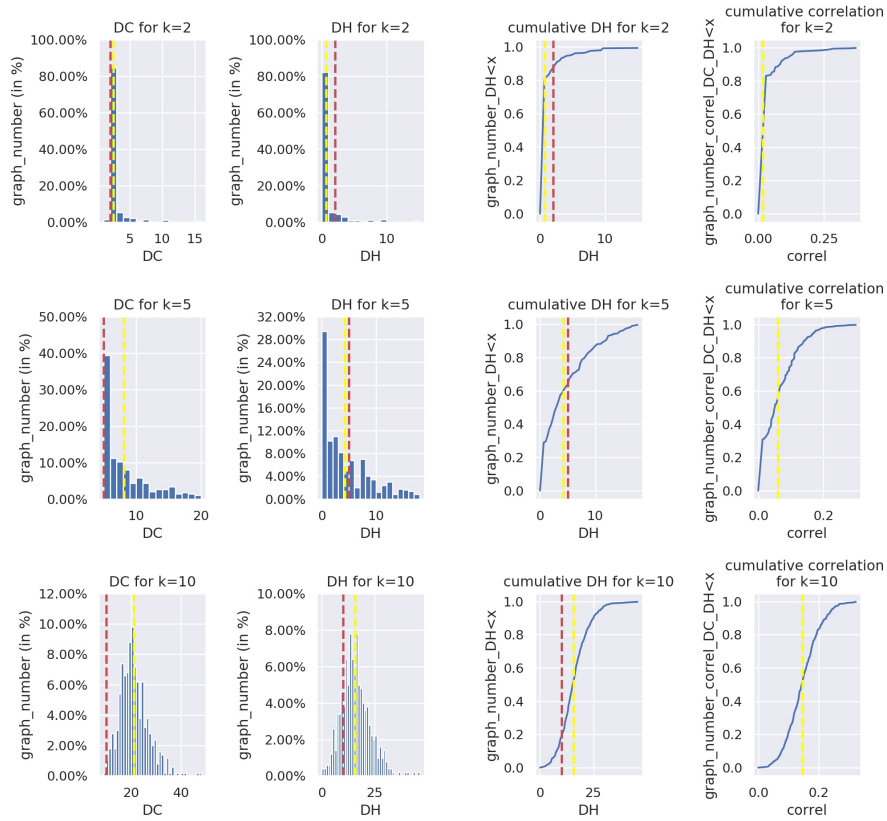 DC for k=2
100.00%
80.00%
60.00%
40.00%
20.00%
0.00%
graph_number (in %)
5 10 15
DC
DH for k=2
100.00%
80.00%
60.00%
40.00%
20.00%
0.00%
graph_number (in %)
0 10
DH
cumulative DH for k=2
1.0
0.8
0.6
0.4
0.2
0.0
graph_number_DH<x
0 10
DH
cumulative correlation
for k=2
1.0
0.8
0.6
0.4
0.2
0.0
graph_number_correl_DC_DH<x
0.00 0.25
correl
DC for k=5
50.00%
40.00%
30.00%
20.00%
10.00%
0.00%
graph_number (in %)
10 20
DC
DH for k=5
32.00%
28.00%
24.00%
20.00%
16.00%
12.00%
8.00%
4.00%
0.00%
graph_number (in %)
0 10
DH
cumulative DH for k=5
1.0
0.8
0.6
0.4
0.2
0.0
graph_number_DH<x
0 10
DH
cumulative correlation
for k=5
1.0
0.8
0.6
0.4
0.2
0.0
graph_number_correl_DC_DH<x
0.0 0.2
correl
DC for k=10
12.00%
10.00%
8.00%
6.00%
4.00%
2.00%
0.00%
graph_number (in %)
20 40
DC
DH for k=10
10.00%
8.00%
6.00%
4.00%
2.00%
0.00%
graph_number (in %)
0 25
DH
cumulative DH for k=10
1.0
0.8
0.6
0.4
0.2
0.0
graph_number_DH<x
0 25
DH
cumulative correlation
for k=10
1.0
0.8
0.6
0.4
0.2
0.0
graph_number_correl_DC_DH<x
0.0 0.2
correl